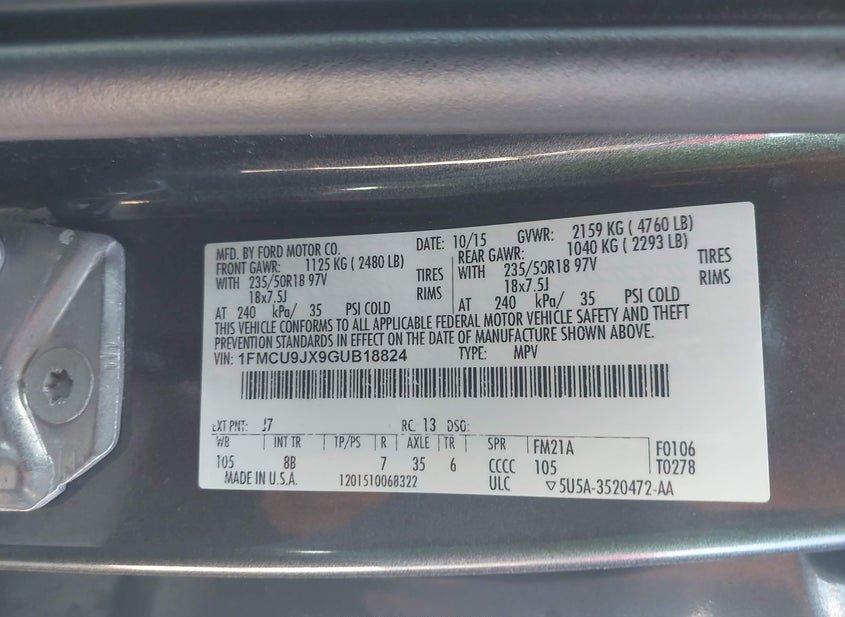 MFD. BY FORD MOTOR CO. DATE: 10/15 GVWR: 2159 KG ( 4760 LB)
FRONT GAWR: 1125 KG ( 2480 LB) REAR GAWR: 1040 KG ( 2293 LB)
WITH 235/50R18 97V TIRES WITH 235/50R18 97V TIRES
18x7.5J RIMS 18x7.5J RIMS
AT 240 kPa/ 35 PSI COLD AT 240 kPa/ 35 PSI COLD
THIS VEHICLE CONFORMS TO ALL APPLICABLE FEDERAL MOTOR VEHICLE SAFETY AND THEFT
PREVENTION STANDARDS IN EFFECT ON THE DATE OF MANUFACTURE SHOWN ABOVE.
VIN: 1FMCU9JX9GUB18824 TYPE: MPV
EXT PNT: J7 RC: 13 DSO:
WB INT TR TP/PS R AXLE TR SPR FM21A F0106
105 8B 7 35 6 CCCC 105 T0278
MADE IN U.S.A. 1201510068322 ULC ▽5U5A-3520472-AA